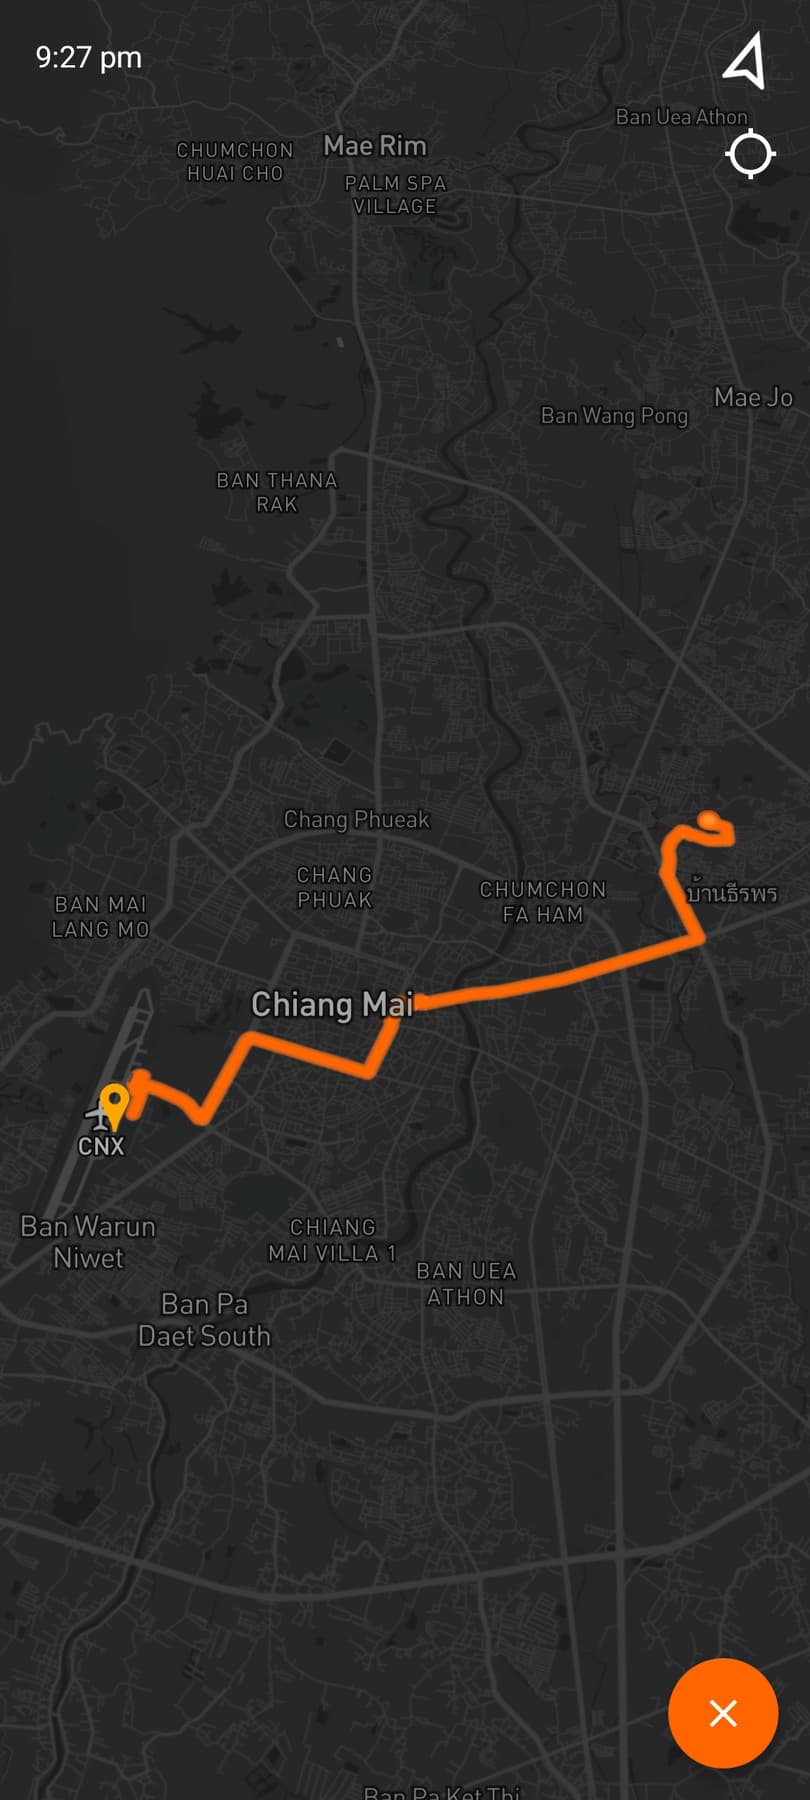 9:27 pm
Ban Uea Athon
CHUMCHON
HUAI CHO
Mae Rim
PALM SPA
VILLAGE
Mae Jo
Ban Wang Pong
BAN THANA
RAK
Chang Phueak
CHANG
PHUAK
CHUMCHON
FA HAM
บ้านธีรพร
BAN MAI
LANG MO
Chiang Mai
CNX
Ban Warun
Niwet
CHIANG
MAI VILLA 1
BAN UEA
ATHON
Ban Pa
Daet South
Ban Pa Ket Thi